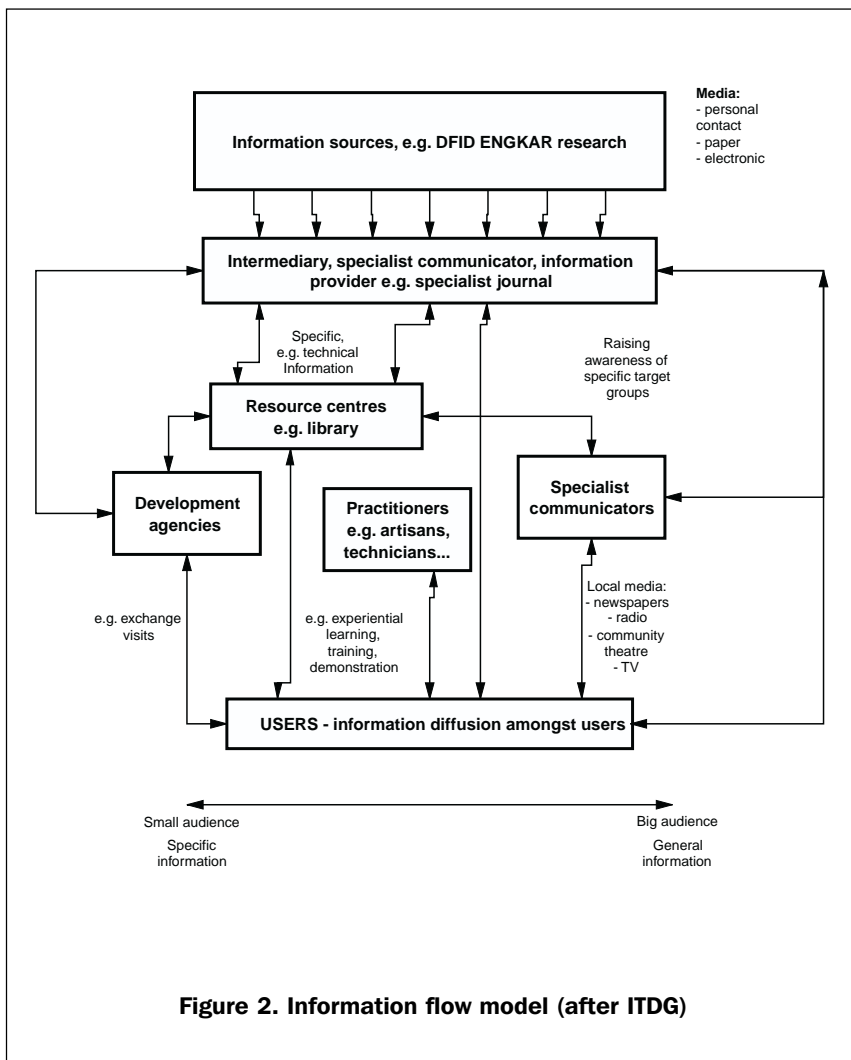 Media:
- personal
contact
- paper
- electronic
Information sources, e.g. DFID ENGKAR research
Intermediary, specialist communicator, information
provider e.g. specialist journal
Specific,
e.g. technical
Information
Raising
awareness of
specific target
groups
Resource centres
e.g. library
Development
agencies
Practitioners
e.g. artisans,
technicians...
Specialist
communicators
e.g. exchange
visits
e.g. experiential
learning,
training,
demonstration
Local media:
- newspapers
- radio
- community
theatre
- TV
USERS - information diffusion amongst users
Small audience
Specific
information
Big audience
General
information
Figure 2. Information flow model (after ITDG)